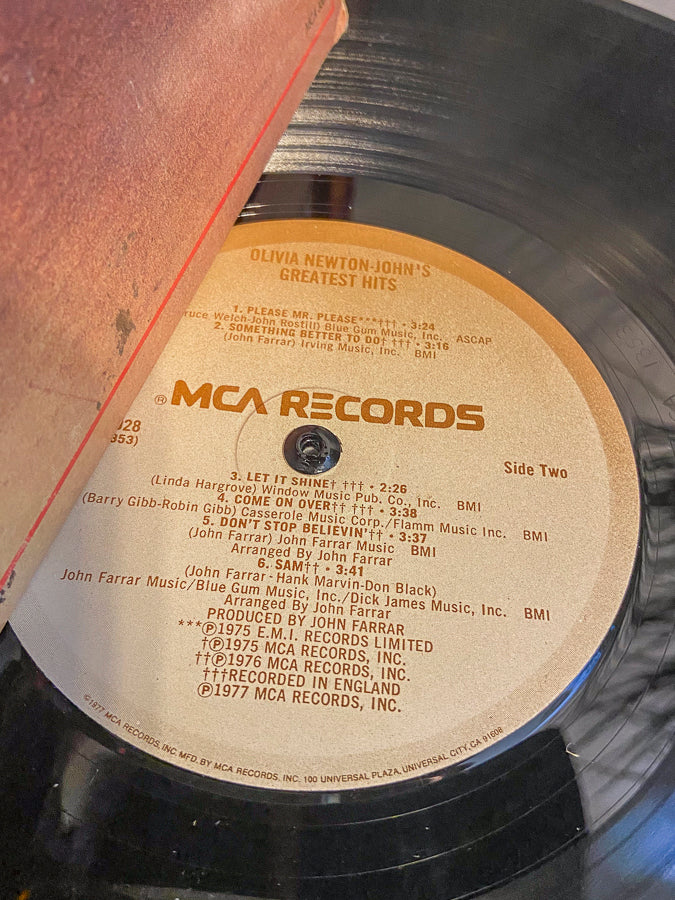 OLIVIA NEWTON-JOHN'S
GREATEST HITS
1. PLEASE MR. PLEASE***††† • 3:24
ruce Welch-John Rostill) Blue Gum Music, Inc. ASCAP
2. SOMETHING BETTER TO DO† ††† • 3:16
(John Farrar) Irving Music, Inc. BMI
® MCA RECORDS
028
353)
Side Two
3. LET IT SHINE† ††† • 2:26
(Linda Hargrove) Window Music Pub. Co., Inc. BMI
4. COME ON OVER†† ††† • 3:38
(Barry Gibb-Robin Gibb) Casserole Music Corp./Flamm Music Inc. BMI
5. DON'T STOP BELIEVIN'†† • 3:37
(John Farrar) John Farrar Music BMI
Arranged By John Farrar
6. SAM†† • 3:41
(John Farrar-Hank Marvin-Don Black)
John Farrar Music/Blue Gum Music, Inc./Dick James Music, Inc. BMI
Arranged By John Farrar
PRODUCED BY JOHN FARRAR
***℗1975 E.M.I. RECORDS LIMITED
†℗1975 MCA RECORDS, INC.
††℗1976 MCA RECORDS, INC.
†††RECORDED IN ENGLAND
℗1977 MCA RECORDS, INC.
©1977 MCA RECORDS, INC. MFD. BY MCA RECORDS, INC. 100 UNIVERSAL PLAZA, UNIVERSAL CITY, CA 91608